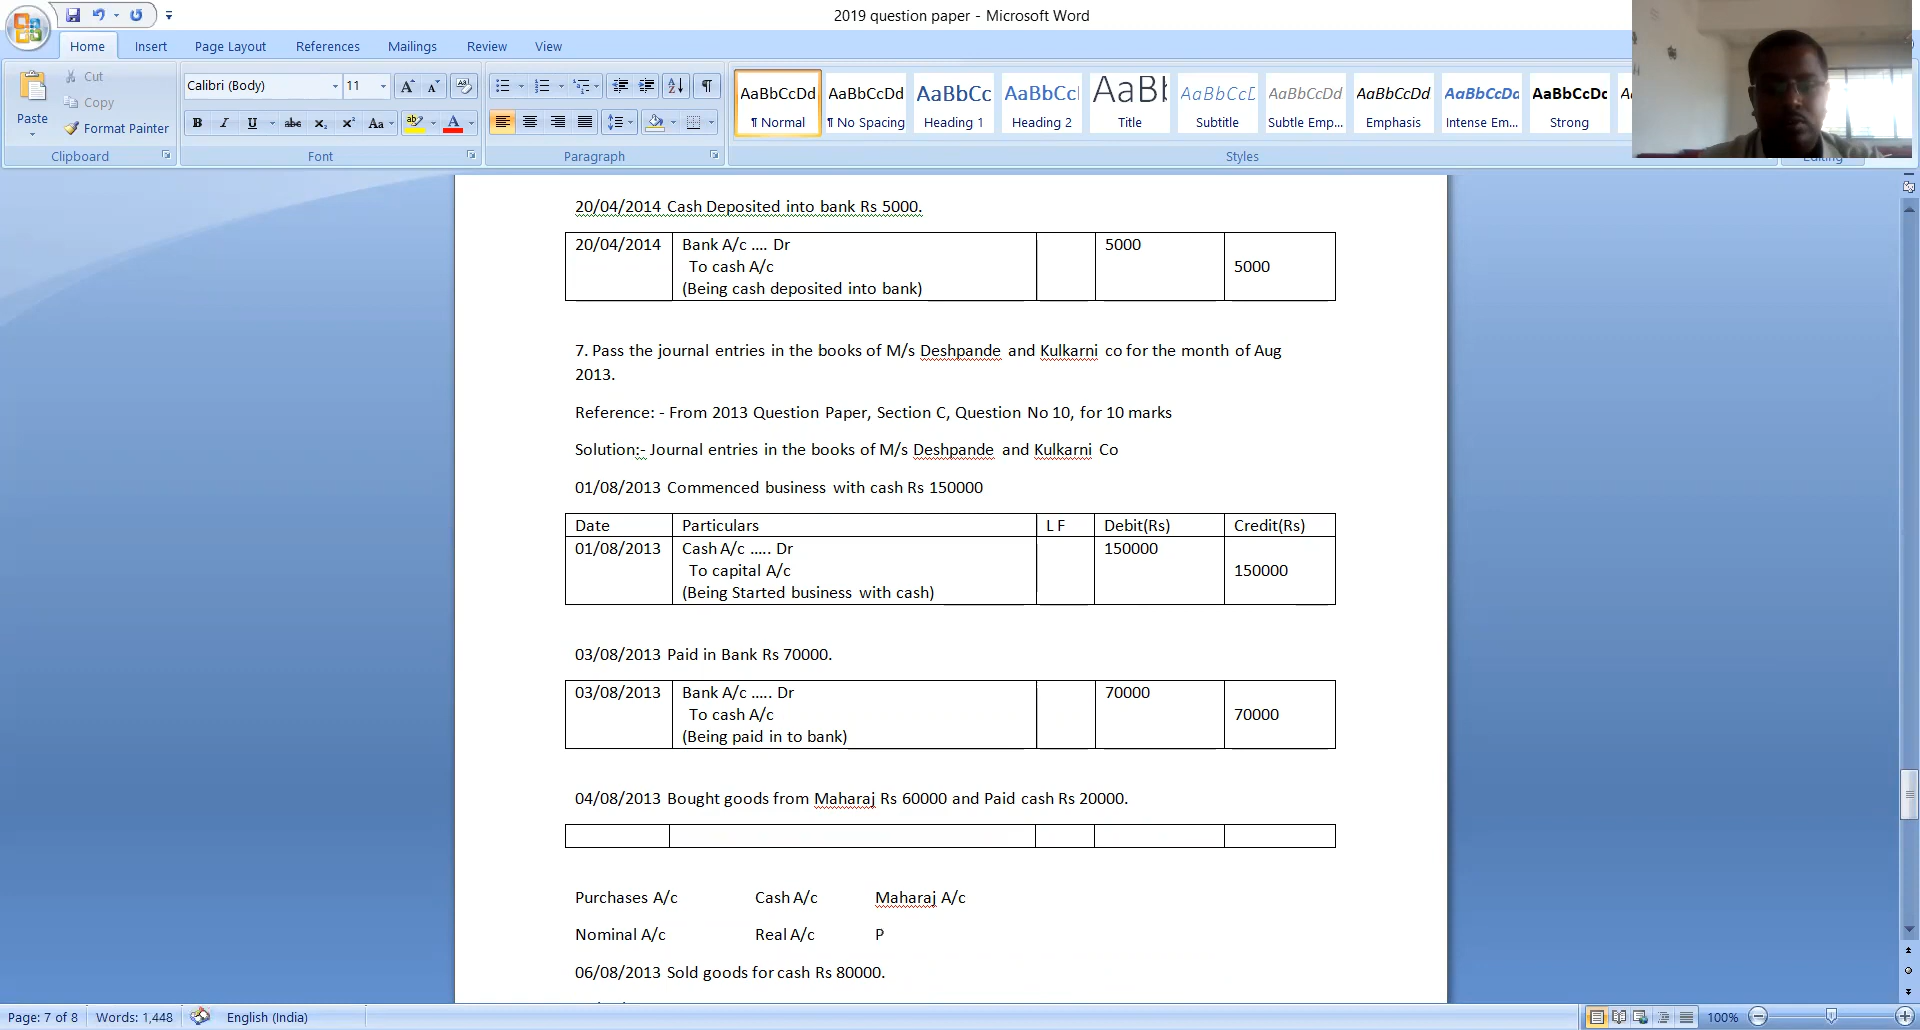 2019 question paper - Microsoft Word
Home Insert Page Layout References Mailings Review View
Cut
Copy
Paste
Format Painter
Clipboard
Calibri (Body) 11
Font
Paragraph
AaBbCcDd AaBbCcDd AaBbCc AaBbCc AaB AaBbCcD AaBbCcDd AaBbCcDd AaBbCcDd AaBbCcDc
¶ Normal ¶ No Spacing Heading 1 Heading 2 Title Subtitle Subtle Emp... Emphasis Intense Em... Strong
Styles
20/04/2014 Cash Deposited into bank Rs 5000.
20/04/2014 Bank A/c .... Dr 5000
To cash A/c 5000
(Being cash deposited into bank)
7. Pass the journal entries in the books of M/s Deshpande and Kulkarni co for the month of Aug
2013.
Reference: - From 2013 Question Paper, Section C, Question No 10, for 10 marks
Solution:- Journal entries in the books of M/s Deshpande and Kulkarni Co
01/08/2013 Commenced business with cash Rs 150000
Date Particulars L F Debit(Rs) Credit(Rs)
01/08/2013 Cash A/c ..... Dr 150000
To capital A/c 150000
(Being Started business with cash)
03/08/2013 Paid in Bank Rs 70000.
03/08/2013 Bank A/c ..... Dr 70000
To cash A/c 70000
(Being paid in to bank)
04/08/2013 Bought goods from Maharaj Rs 60000 and Paid cash Rs 20000.
Purchases A/c Cash A/c Maharaj A/c
Nominal A/c Real A/c P
06/08/2013 Sold goods for cash Rs 80000.
Page: 7 of 8 Words: 1,448 English (India) 100%